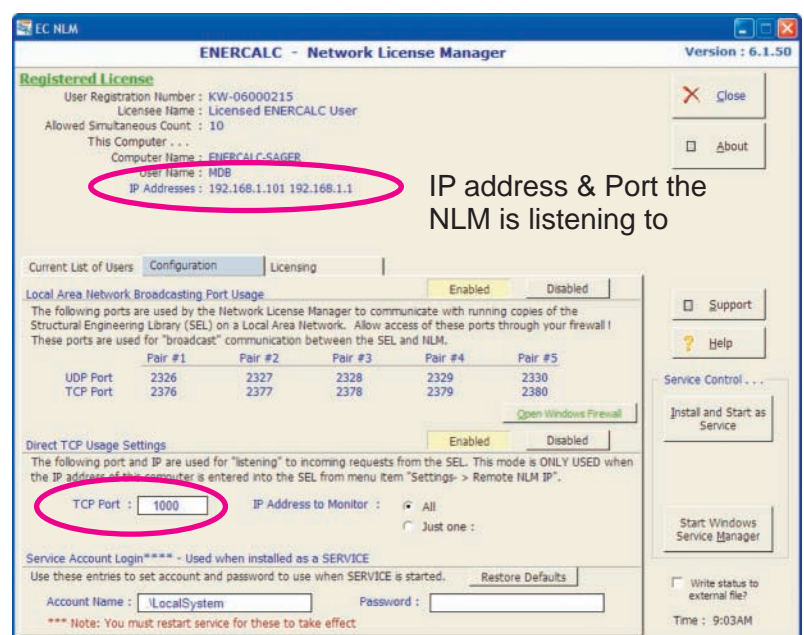 EC NLM
ENERCALC - Network License Manager
Version : 6.1.50
Registered License
User Registration Number : KW-06000215
Licensee Name : Licensed ENERCALC User
Allowed Simultaneous Count : 10
This Computer . . .
Computer Name : ENERCALC-SAGER
User Name : MDB
IP Addresses : 192.168.1.101 192.168.1.1
Close
About
IP address & Port the
NLM is listening to
Current List of Users Configuration Licensing
Local Area Network Broadcasting Port Usage Enabled Disabled
The following ports are used by the Network License Manager to communicate with running copies of the
Structural Engineering Library (SEL) on a Local Area Network. Allow access of these ports through your firewall !
These ports are used for "broadcast" communication between the SEL and NLM.
Pair #1 Pair #2 Pair #3 Pair #4 Pair #5
UDP Port 2326 2327 2328 2329 2330
TCP Port 2376 2377 2378 2379 2380
Open Windows Firewall
Direct TCP Usage Settings Enabled Disabled
The following port and IP are used for "listening" to incoming requests from the SEL. This mode is ONLY USED when
the IP address of this computer is entered into the SEL from menu item "Settings- > Remote NLM IP".
TCP Port : 1000 IP Address to Monitor : All
Just one :
Service Account Login**** - Used when installed as a SERVICE
Use these entries to set account and password to use when SERVICE is started. Restore Defaults
Account Name : .\LocalSystem Password :
*** Note: You must restart service for these to take effect
Support
? Help
Service Control . . .
Install and Start as
Service
Start Windows
Service Manager
Write status to
external file?
Time : 9:03AM